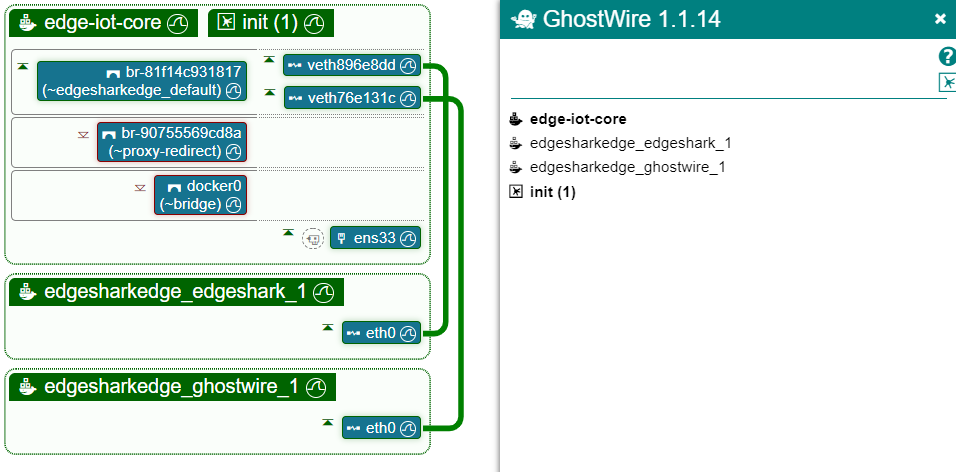 edge-iot-core
init (1)
br-81f14c931817
(~edgesharkedge_default)
veth896e8dd
veth76e131c
br-90755569cd8a
(~proxy-redirect)
docker0
(~bridge)
ens33
edgesharkedge_edgeshark_1
eth0
edgesharkedge_ghostwire_1
eth0
GhostWire 1.1.14
×
?
edge-iot-core
edgesharkedge_edgeshark_1
edgesharkedge_ghostwire_1
init (1)